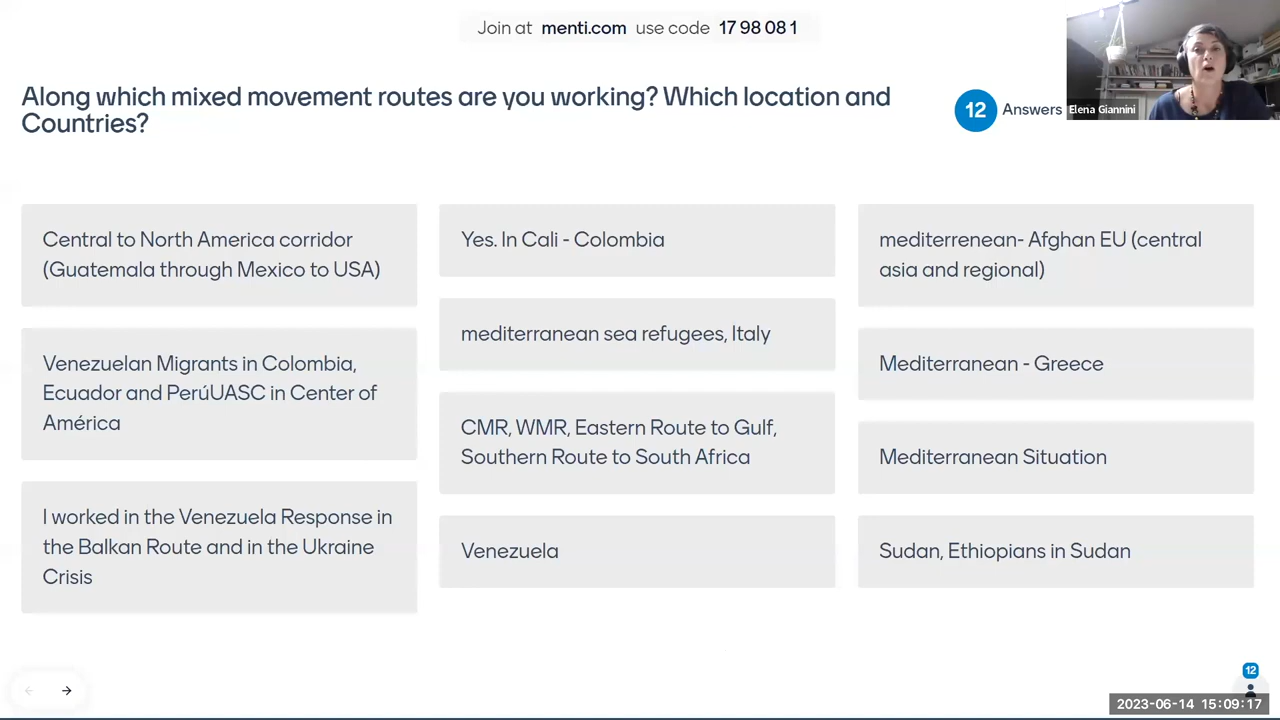 Join at menti.com use code 17 98 08 1
Along which mixed movement routes are you working? Which location and
Countries?
12 Answers
Elena Giannini
Central to North America corridor
(Guatemala through Mexico to USA)
Venezuelan Migrants in Colombia,
Ecuador and PerúUASC in Center of
América
I worked in the Venezuela Response in
the Balkan Route and in the Ukraine
Crisis
Yes. In Cali - Colombia
mediterranean sea refugees, Italy
CMR, WMR, Eastern Route to Gulf,
Southern Route to South Africa
Venezuela
mediterrenean- Afghan EU (central
asia and regional)
Mediterranean - Greece
Mediterranean Situation
Sudan, Ethiopians in Sudan
12
2023-06-14 15:09:17